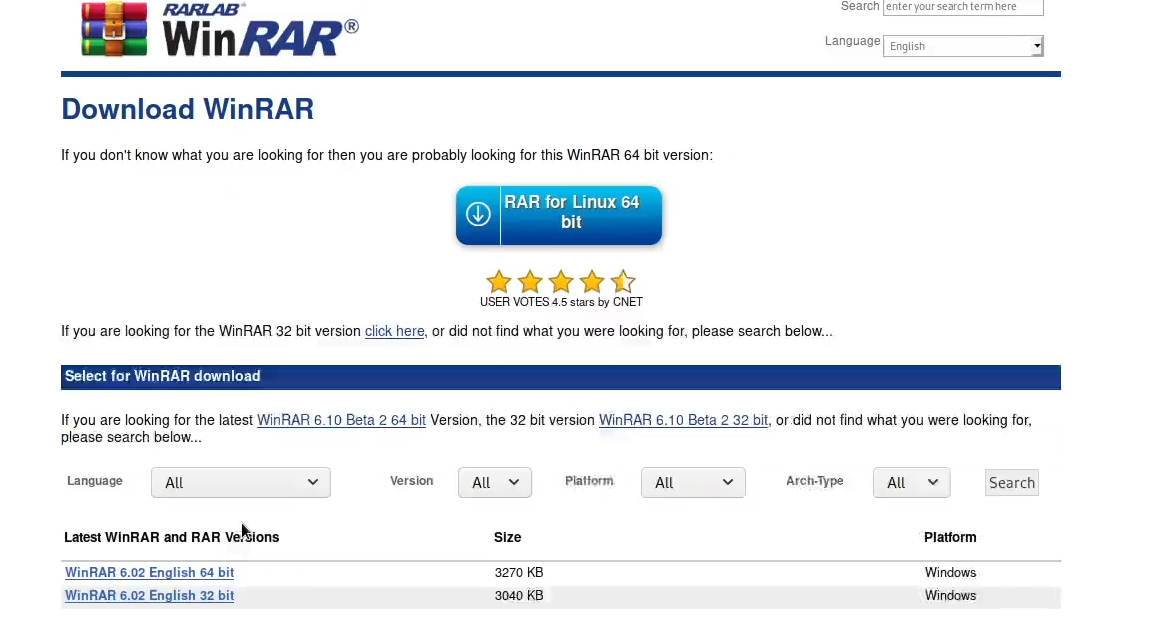 RARLAB®
WinRAR®
Search enter your search term here
Language English
Download WinRAR
If you don't know what you are looking for then you are probably looking for this WinRAR 64 bit version:
RAR for Linux 64
bit
USER VOTES 4.5 stars by CNET
If you are looking for the WinRAR 32 bit version click here, or did not find what you were looking for, please search below...
Select for WinRAR download
If you are looking for the latest WinRAR 6.10 Beta 2 64 bit Version, the 32 bit version WinRAR 6.10 Beta 2 32 bit, or did not find what you were looking for,
please search below...
Language All Version All Platform All Arch-Type All Search
Latest WinRAR and RAR Versions Size Platform
WinRAR 6.02 English 64 bit 3270 KB Windows
WinRAR 6.02 English 32 bit 3040 KB Windows